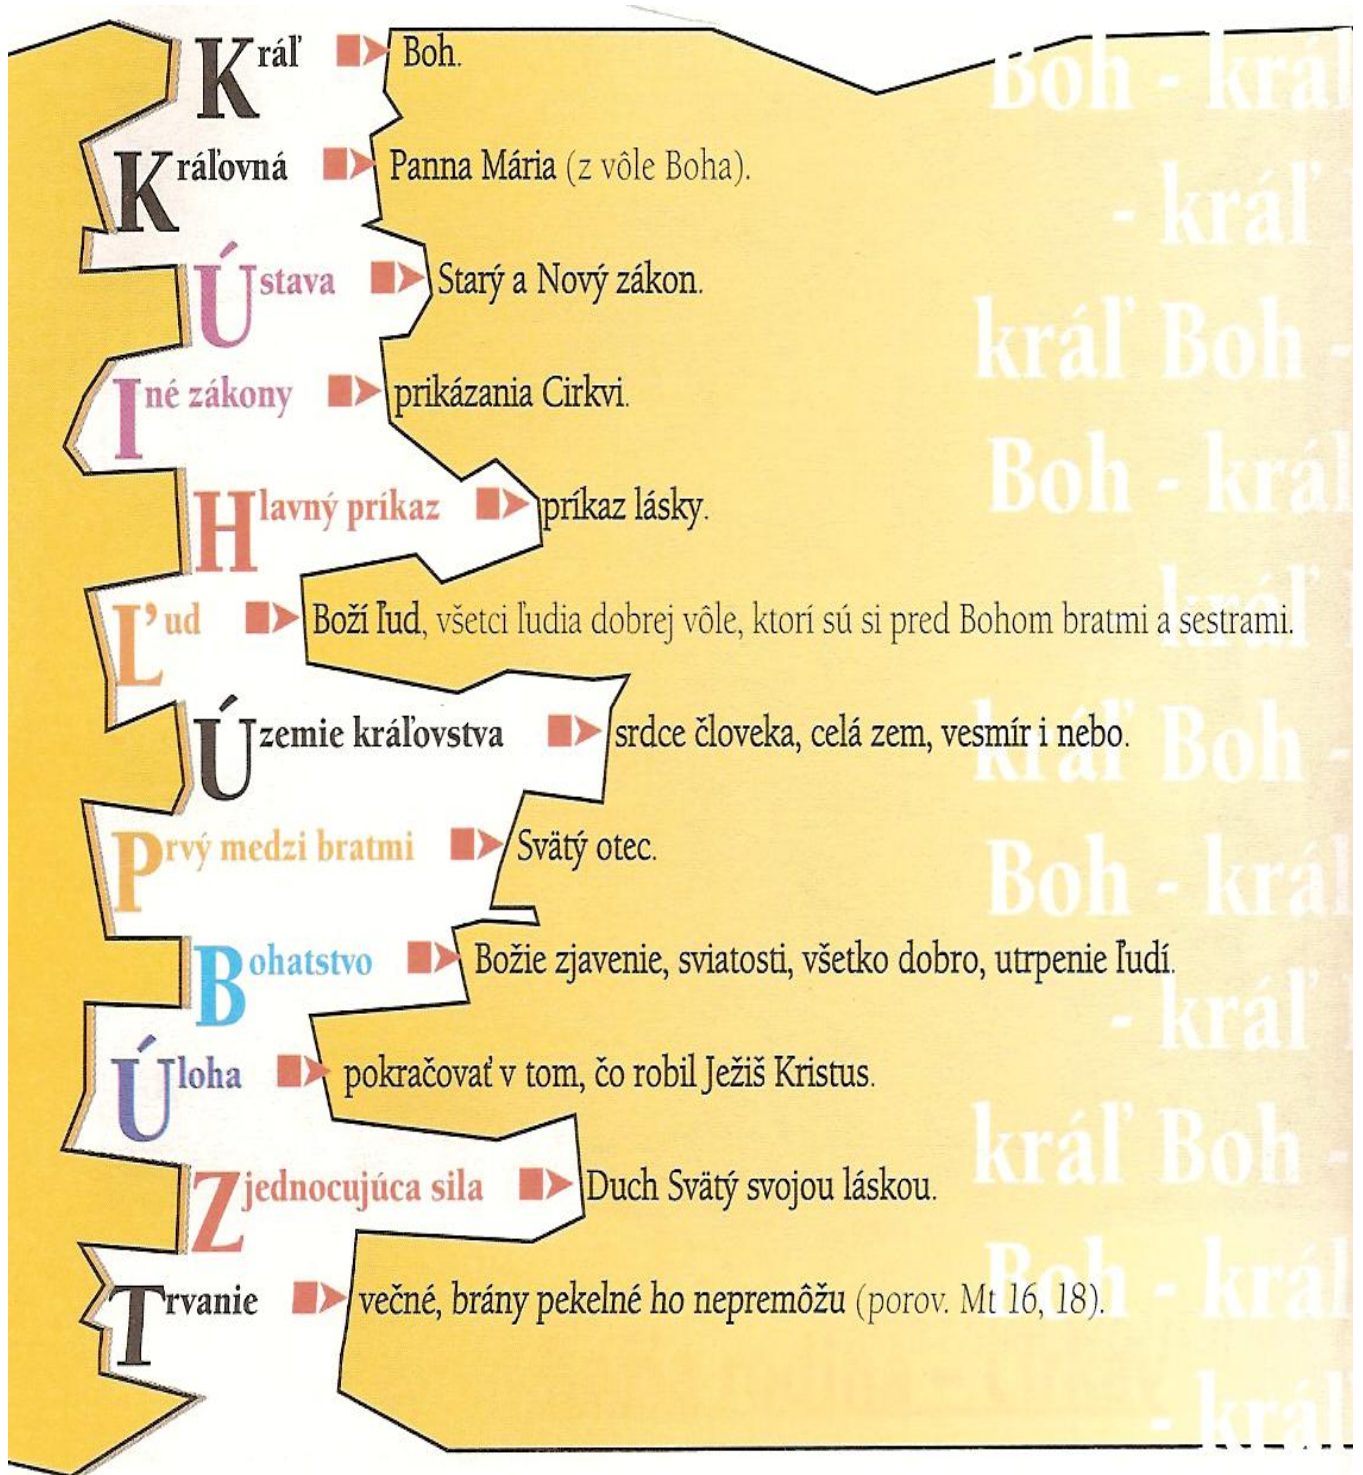 Kráľ Boh.
Kráľovná Panna Mária (z vôle Boha).
Ústava Starý a Nový zákon.
Iné zákony prikázania Cirkvi.
Hlavný príkaz príkaz lásky.
Ľud Boží ľud, všetci ľudia dobrej vôle, ktorí sú si pred Bohom bratmi a sestrami.
Územie kráľovstva srdce človeka, celá zem, vesmír i nebo.
Prvý medzi bratmi Svätý otec.
Bohatstvo Božie zjavenie, sviatosti, všetko dobro, utrpenie ľudí.
Úloha pokračovať v tom, čo robil Ježiš Kristus.
Zjednocujúca sila Duch Svätý svojou láskou.
Trvanie večné, brány pekelné ho nepremôžu (porov. Mt 16, 18).
Boh - kráľ
- kráľ
kráľ Boh -
Boh - kráľ
kráľ
kráľ Boh -
Boh - kráľ
- kráľ
kráľ Boh -
Boh - kráľ
- kráľ